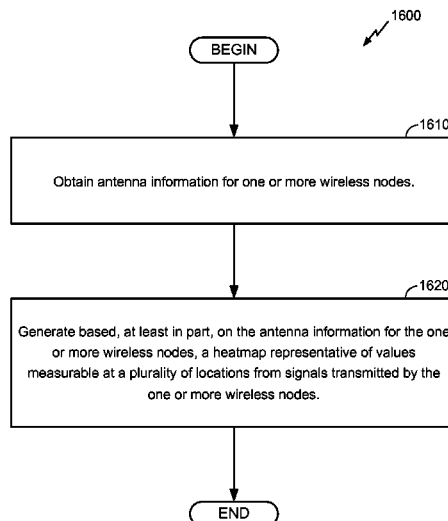 1600
BEGIN
1610
Obtain antenna information for one or more wireless nodes.
1620
Generate based, at least in part, on the antenna information for the one
or more wireless nodes, a heatmap representative of values
measurable at a plurality of locations from signals transmitted by the
one or more wireless nodes.
END